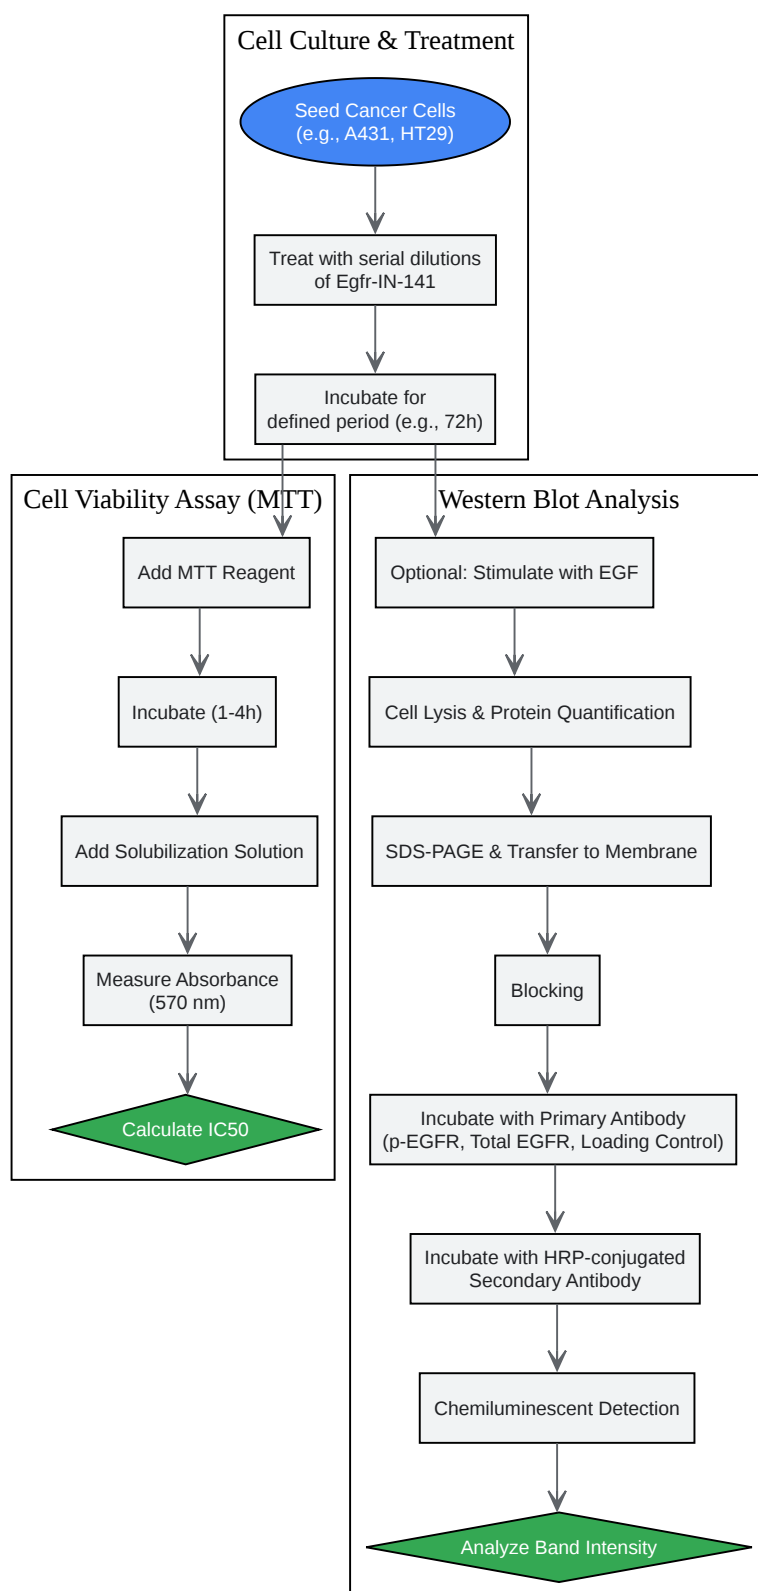 Cell Culture & Treatment
Seed Cancer Cells
(e.g., A431, HT29)
Treat with serial dilutions
of Egfr-IN-141
Incubate for
defined period (e.g., 72h)
Cell Viability Assay (MTT)
Add MTT Reagent
Incubate (1-4h)
Add Solubilization Solution
Measure Absorbance
(570 nm)
Calculate IC50
Western Blot Analysis
Optional: Stimulate with EGF
Cell Lysis & Protein Quantification
SDS-PAGE & Transfer to Membrane
Blocking
Incubate with Primary Antibody
(p-EGFR, Total EGFR, Loading Control)
Incubate with HRP-conjugated
Secondary Antibody
Chemiluminescent Detection
Analyze Band Intensity